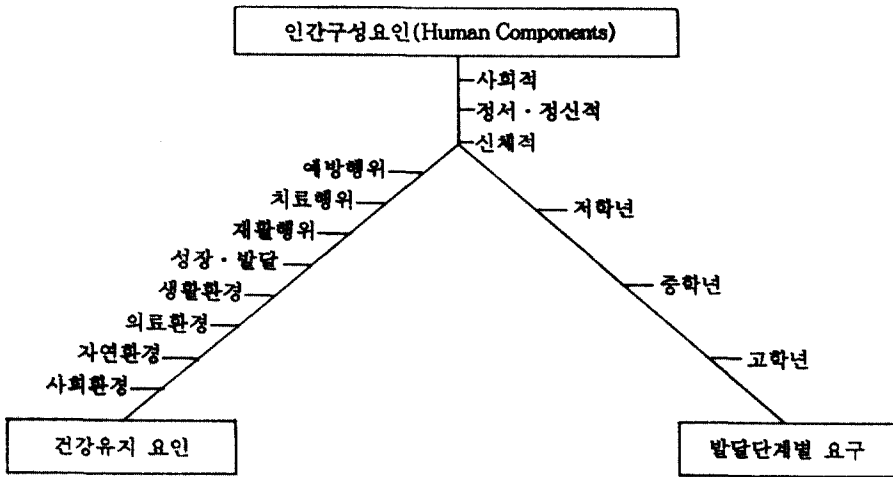 인간구성요인(Human Components)
사회적
정서 · 정신적
신체적
예방행위
치료행위
재활행위
성장 · 발달
생활환경
의료환경
자연환경
사회환경
저학년
중학년
고학년
건강유지 요인
발달단계별 요구